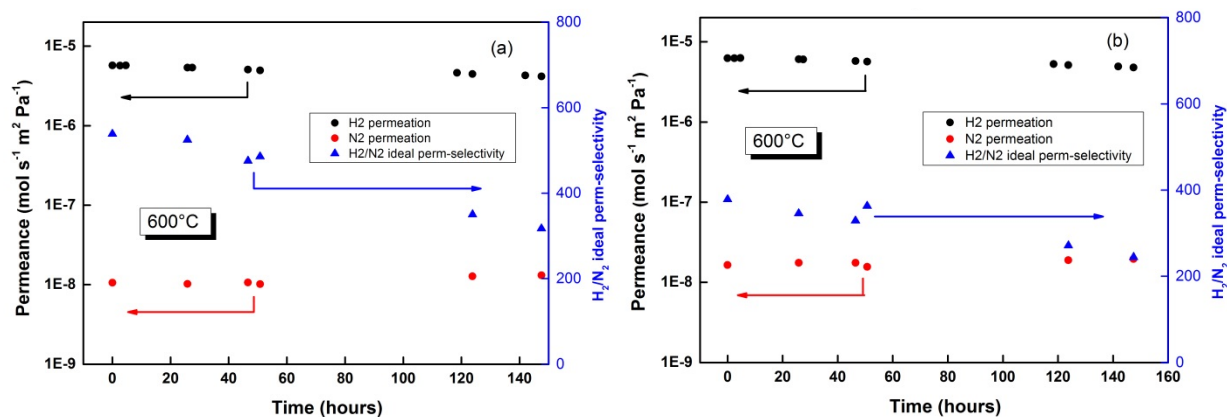 (a)
1E-5
1E-6
1E-7
1E-8
1E-9
Permeance (mol s⁻¹ m² Pa⁻¹)
800
600
400
200
0
H₂/N₂ ideal perm-selectivity
H2 permeation
N2 permeation
H2/N2 ideal perm-selectivity
600°C
0 20 40 60 80 100 120 140
Time (hours)
(b)
1E-5
1E-6
1E-7
1E-8
1E-9
Permeance (mol s⁻¹ m² Pa⁻¹)
800
600
400
200
0
H₂/N₂ ideal perm-selectivity
H2 permeation
N2 permeation
H2/N2 ideal perm-selectivity
600°C
0 20 40 60 80 100 120 140 160
Time (hours)